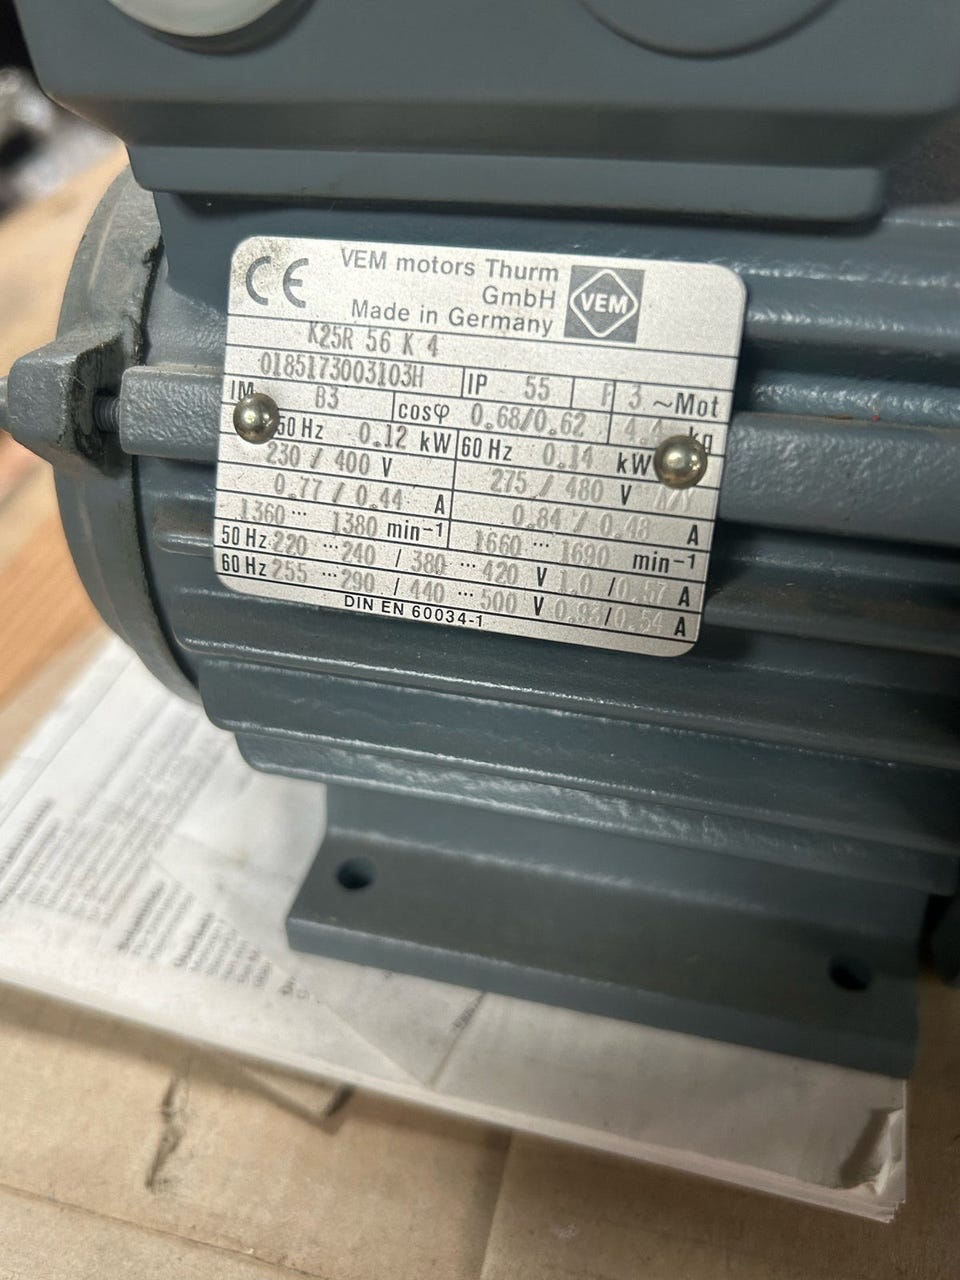 CE
VEM motors Thurm
GmbH
Made in Germany
VEM
K25R 56 K 4
0185173003103H IP 55 F 3 ~Mot
IM B3 cosφ 0.68/0.62 kg
50 Hz 0.12 kW 60 Hz 0.14 kW
230 / 400 V 275 / 480 V
0.77 / 0.44 A 0.84 / 0.48 A
1360 ... 1380 min-1 1660 ... 1690 min-1
50 Hz 220 ... 240 / 380 ... 420 V 1.0 / A
60 Hz 255 ... 290 / 440 ... 500 V / A
DIN EN 60034-1